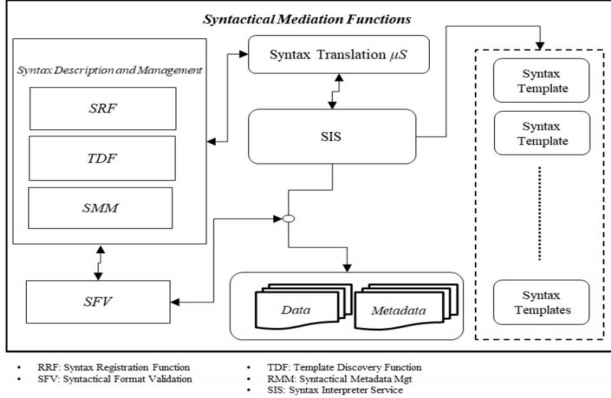 Syntactical Mediation Functions
Syntax Description and Management
SRF
TDF
SMM
SFV
Syntax Translation μS
SIS
Data
Metadata
Syntax
Template
Syntax
Template
Syntax
Templates
• RRF: Syntax Registration Function
• SFV: Syntactical Format Validation
• TDF: Template Discovery Function
• RMM: Syntactical Metadata Mgt
• SIS: Syntax Interpreter Service